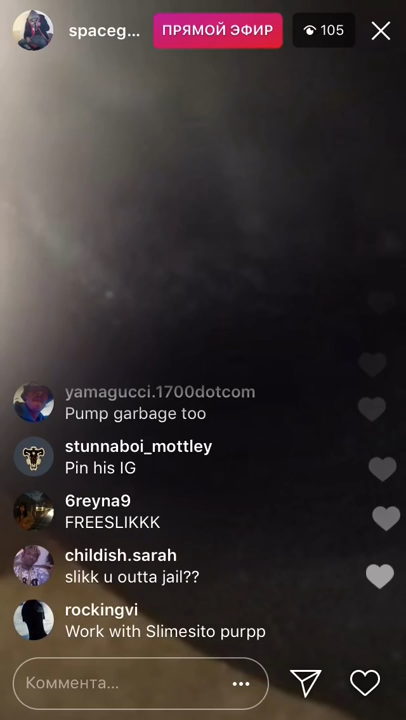 spaceg...
ПРЯМОЙ ЭФИР
105
yamagucci.1700dotcom
Pump garbage too
stunnaboi_mottley
Pin his IG
6reyna9
FREESLIKKK
childish.sarah
slikk u outta jail??
rockingvi
Work with Slimesito purpp
Коммента...